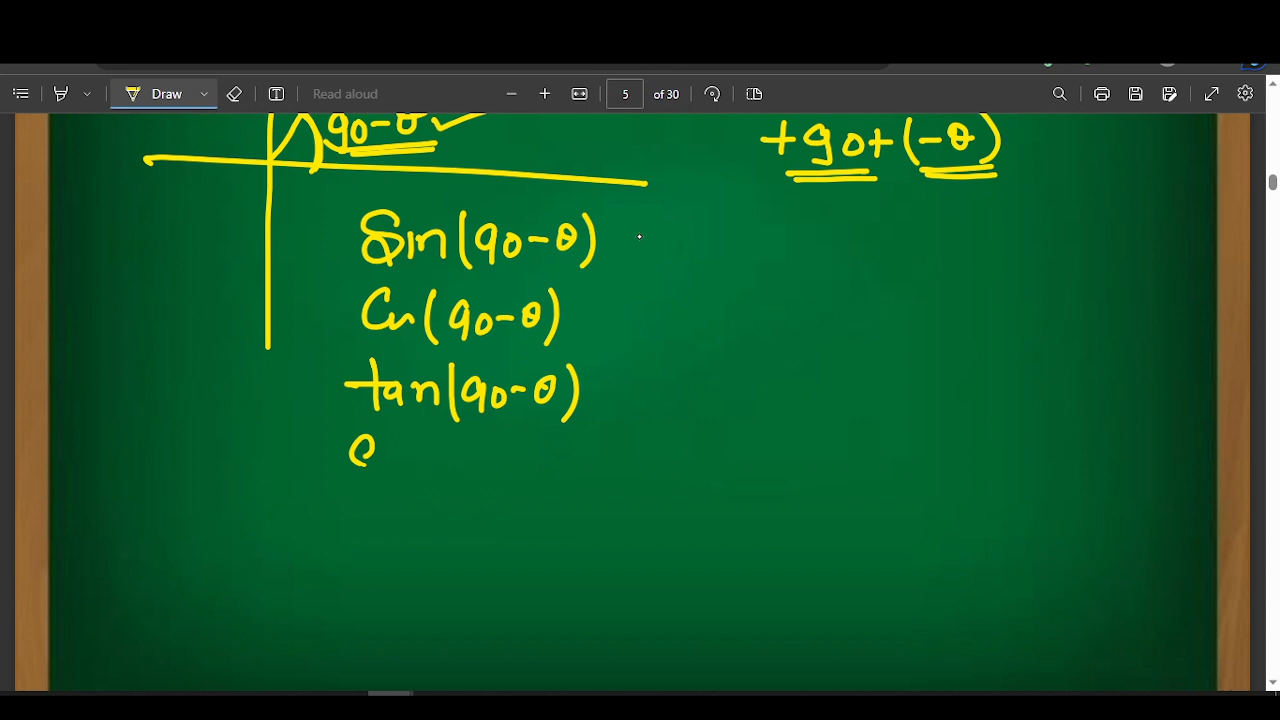 Draw
Read aloud
5 of 30
90-θ
+90+(-θ)
Sin(90-θ)
Cos(90-θ)
tan(90-θ)